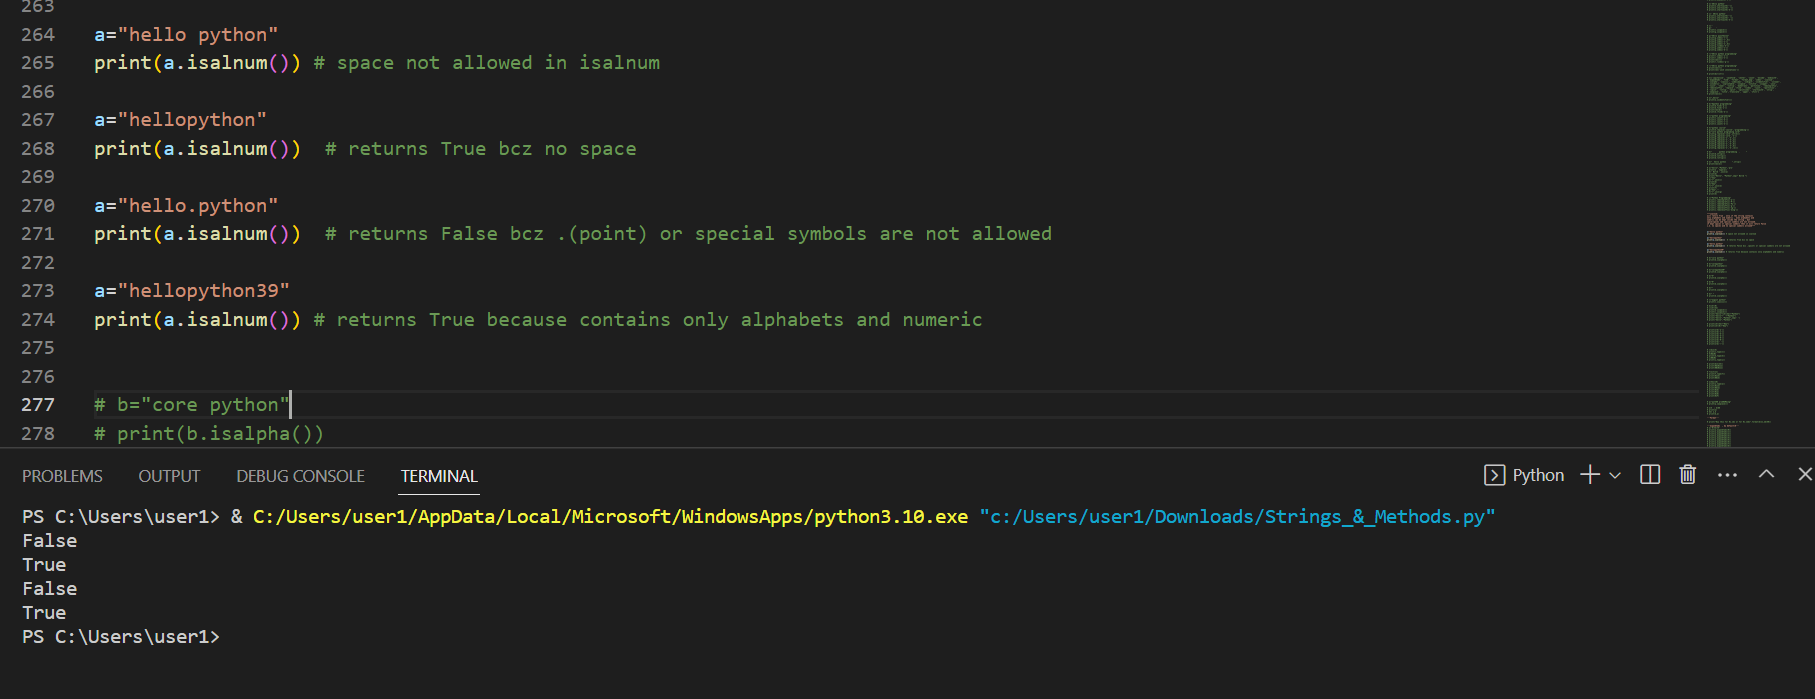 263
264 a="hello python"
265 print(a.isalnum()) # space not allowed in isalnum
266
267 a="hellopython"
268 print(a.isalnum())  # returns True bcz no space
269
270 a="hello.python"
271 print(a.isalnum())  # returns False bcz .(point) or special symbols are not allowed
272
273 a="hellopython39"
274 print(a.isalnum()) # returns True because contains only alphabets and numeric
275
276
277 # b="core python"
278 # print(b.isalpha())
PROBLEMS OUTPUT DEBUG CONSOLE TERMINAL Python
PS C:\Users\user1> & C:/Users/user1/AppData/Local/Microsoft/WindowsApps/python3.10.exe "c:/Users/user1/Downloads/Strings_&_Methods.py"
False
True
False
True
PS C:\Users\user1>